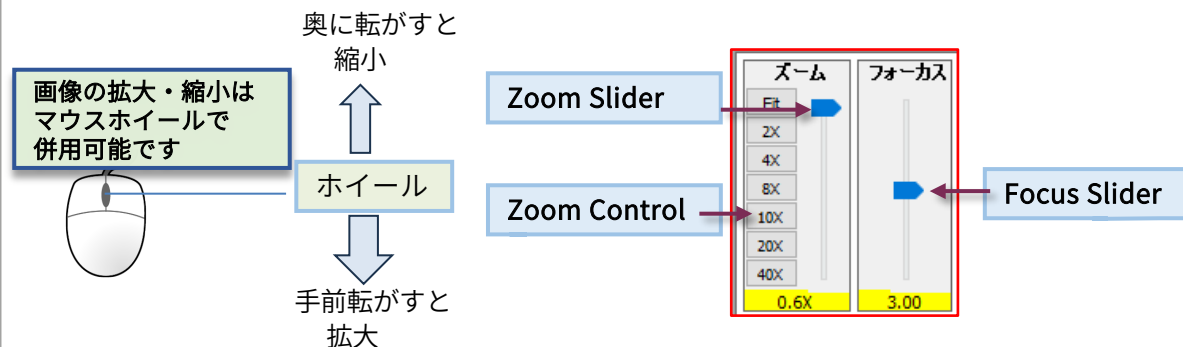 奥に転がすと
縮小
画像の拡大・縮小は
マウスホイールで
併用可能です
ホイール
手前転がすと
拡大
Zoom Slider
Zoom Control
ズーム
Fit
2X
4X
8X
10X
20X
40X
0.6X
フォーカス
3.00
Focus Slider